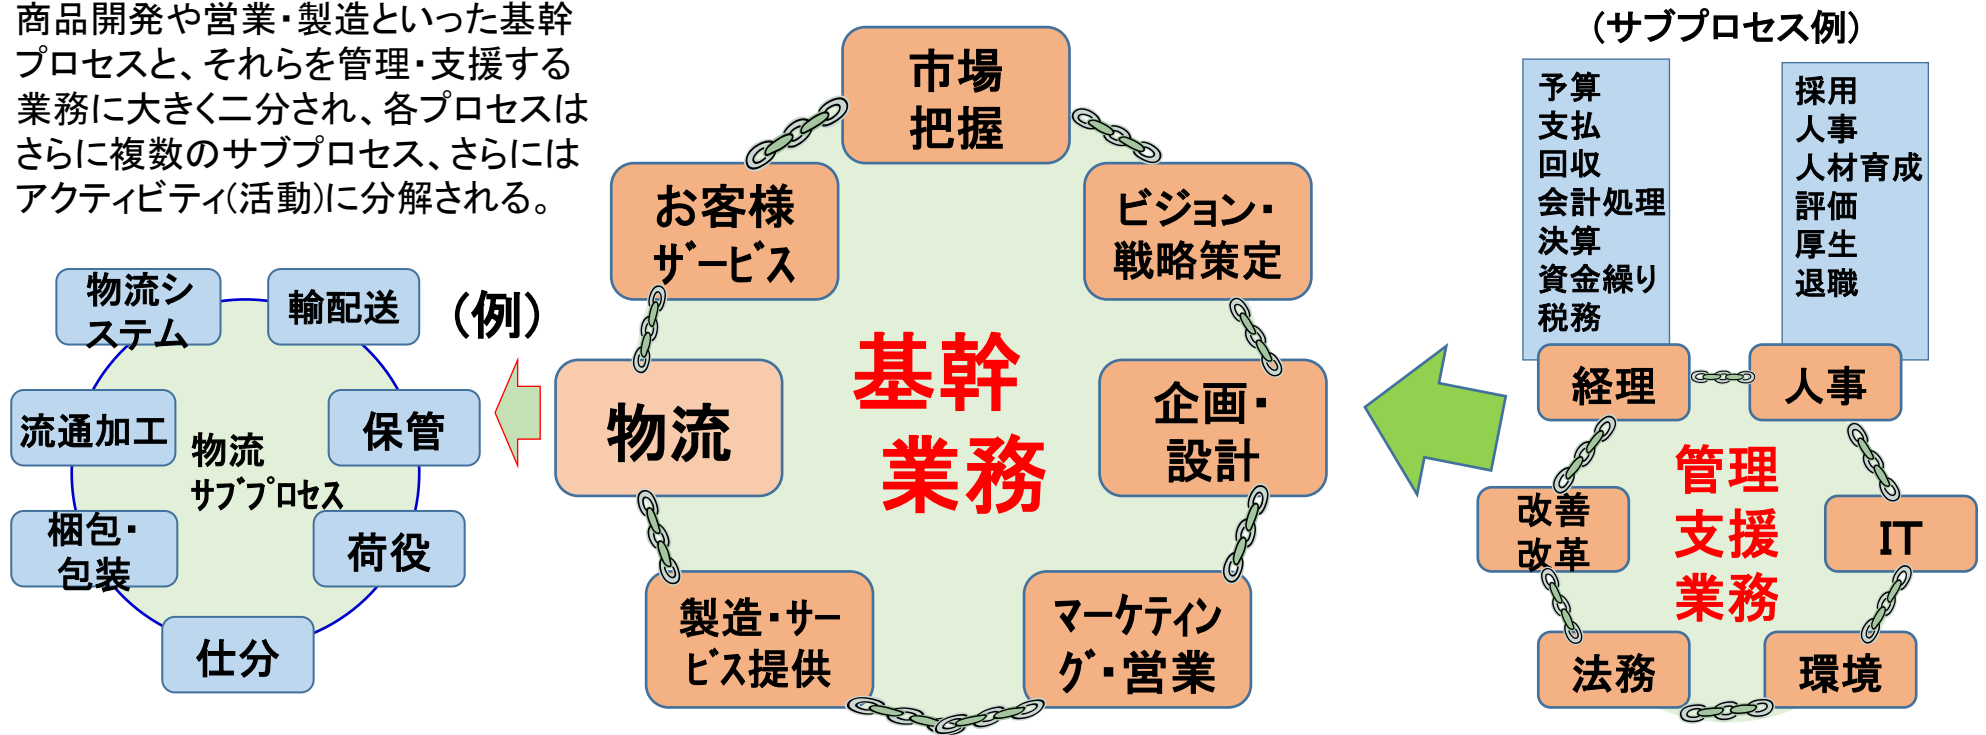 商品開発や営業・製造といった基幹
プロセスと、それらを管理・支援する
業務に大きく二分され、各プロセスは
さらに複数のサブプロセス、さらには
アクティビティ(活動)に分解される。
物流シ
ステム
輸配送
流通加工
保管
物流
サブプロセス
梱包・
包装
荷役
仕分
(例)
市場
把握
お客様
サービス
ビジョン・
戦略策定
物流
基幹
業務
企画・
設計
製造・サー
ビス提供
マーケティン
グ・営業
(サブプロセス例)
予算
支払
回収
会計処理
決算
資金繰り
税務
採用
人事
人材育成
評価
厚生
退職
経理
人事
管理
支援
業務
改善
改革
IT
法務
環境